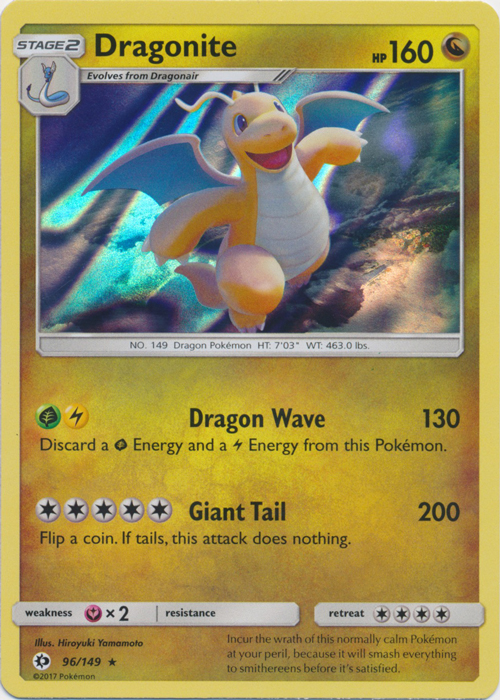 STAGE2 Dragonite HP 160
Evolves from Dragonair
NO. 149 Dragon Pokémon HT: 7'03" WT: 463.0 lbs.
Dragon Wave 130
Discard a Energy and a Energy from this Pokémon.
Giant Tail 200
Flip a coin. If tails, this attack does nothing.
weakness × 2 resistance retreat
Illus. Hiroyuki Yamamoto
96/149 ★
©2017 Pokémon
Incur the wrath of this normally calm Pokémon
at your peril, because it will smash everything
to smithereens before it's satisfied.